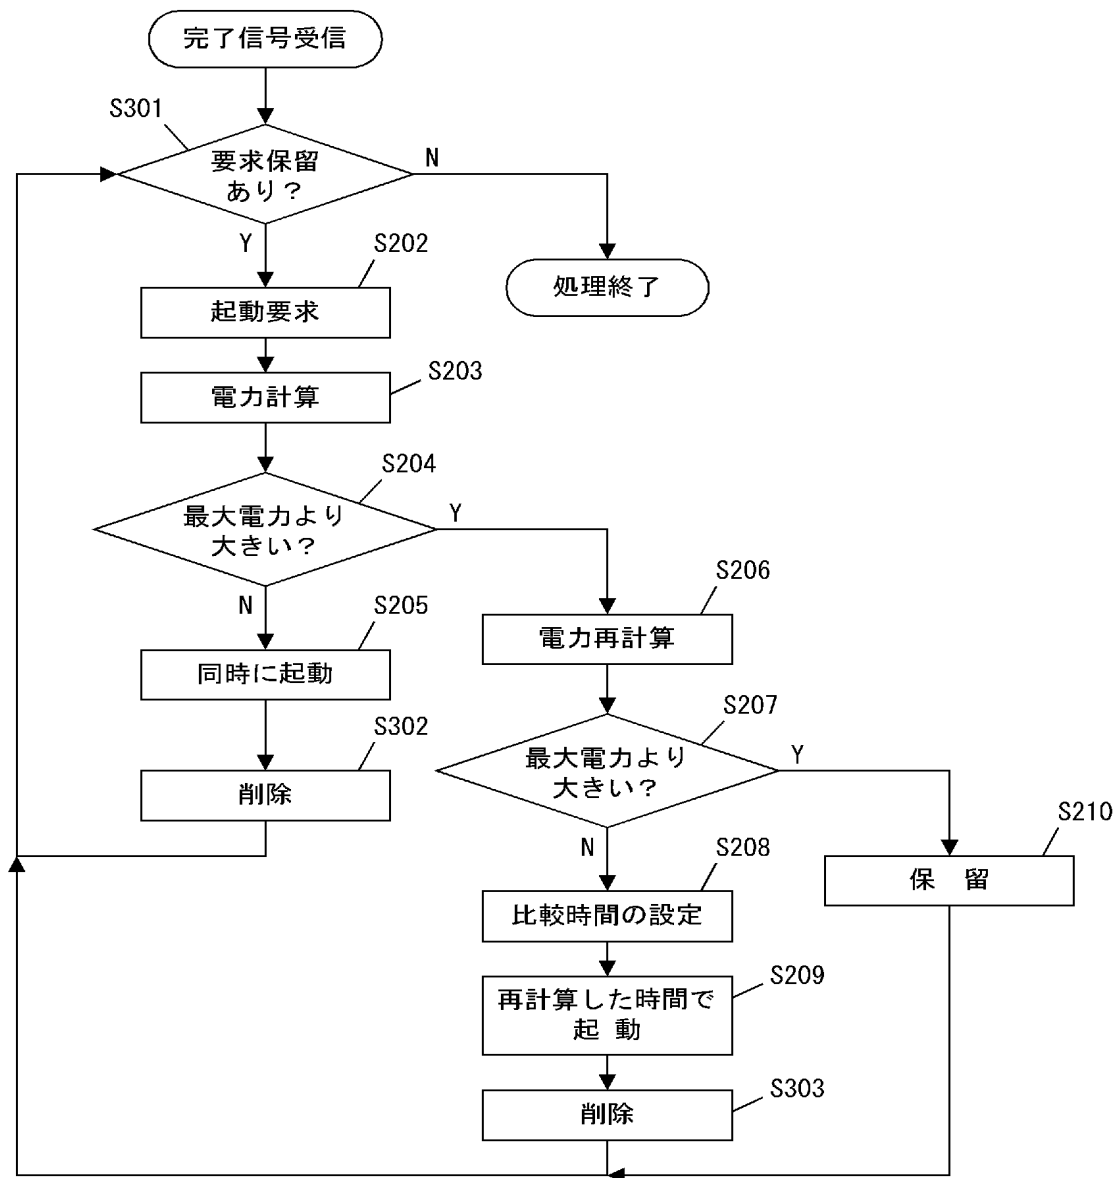 完了信号受信
S301
要求保留
あり？
N
Y
S202
起動要求
処理終了
S203
電力計算
S204
最大電力より
大きい？
Y
N
S205
同時に起動
S206
電力再計算
S302
削除
S207
最大電力より
大きい？
Y
N
S208
比較時間の設定
S210
保　留
S209
再計算した時間で
起 動
S303
削除